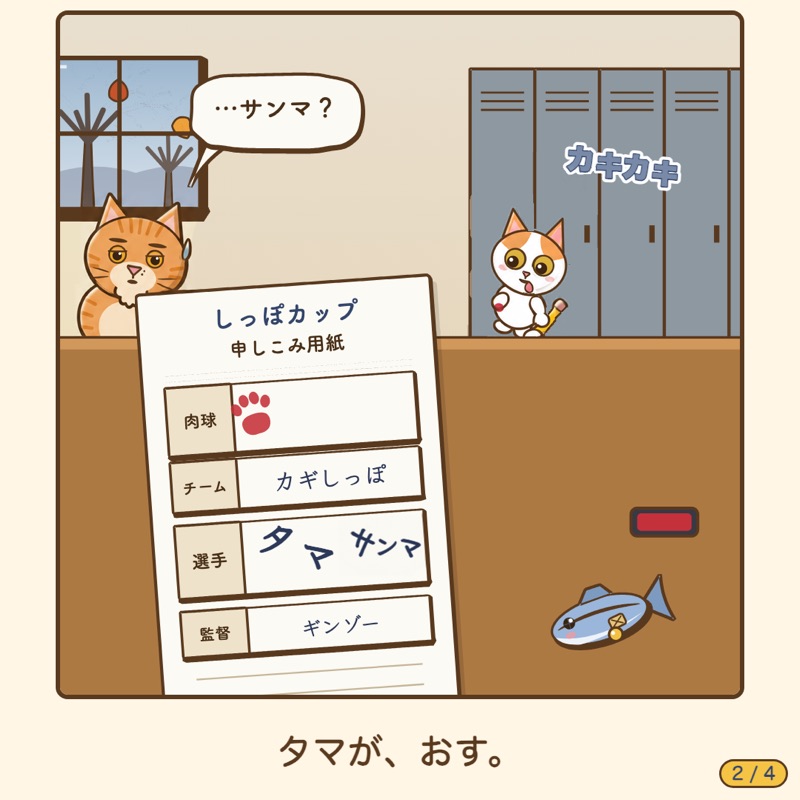 …サンマ？
カキカキ
しっぽカップ
申しこみ用紙
肉球
チーム カギしっぽ
選手 タマ サンマ
監督 ギンゾー
タマが、おす。
2 / 4